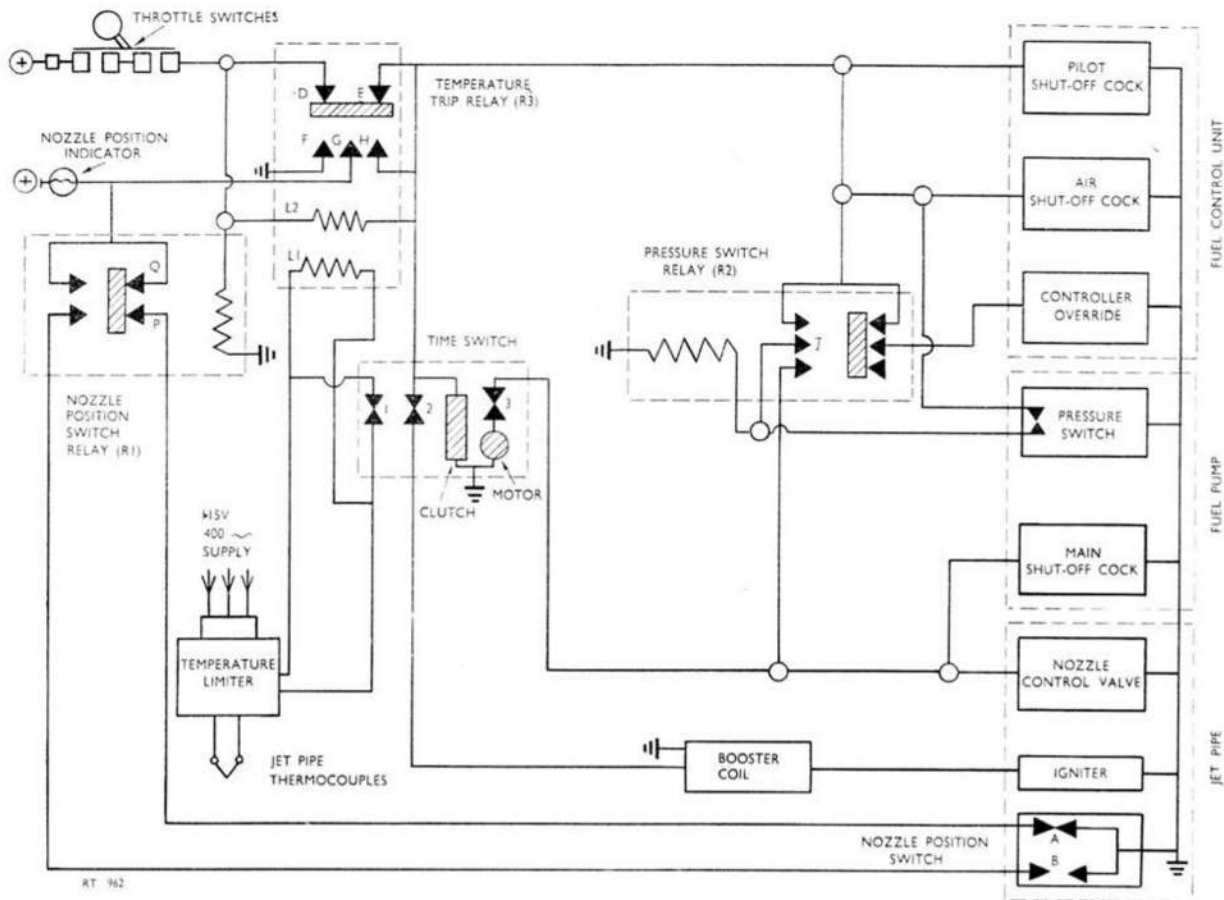 THROTTLE SWITCHES
D
E
TEMPERATURE
TRIP RELAY (R3)
PILOT
SHUT-OFF COCK
F
G
H
NOZZLE POSITION
INDICATOR
AIR
SHUT-OFF COCK
FUEL CONTROL UNIT
L2
L1
PRESSURE SWITCH
RELAY (R2)
CONTROLLER
OVERRIDE
Q
P
J
TIME SWITCH
1
2
3
NOZZLE
POSITION
SWITCH
RELAY (R1)
PRESSURE
SWITCH
FUEL PUMP
CLUTCH
MOTOR
400 ~
SUPPLY
MAIN
SHUT-OFF COCK
TEMPERATURE
LIMITER
NOZZLE
CONTROL VALVE
JET PIPE
JET PIPE
THERMOCOUPLES
BOOSTER
COIL
IGNITER
NOZZLE POSITION
SWITCH
A
B
RT 962